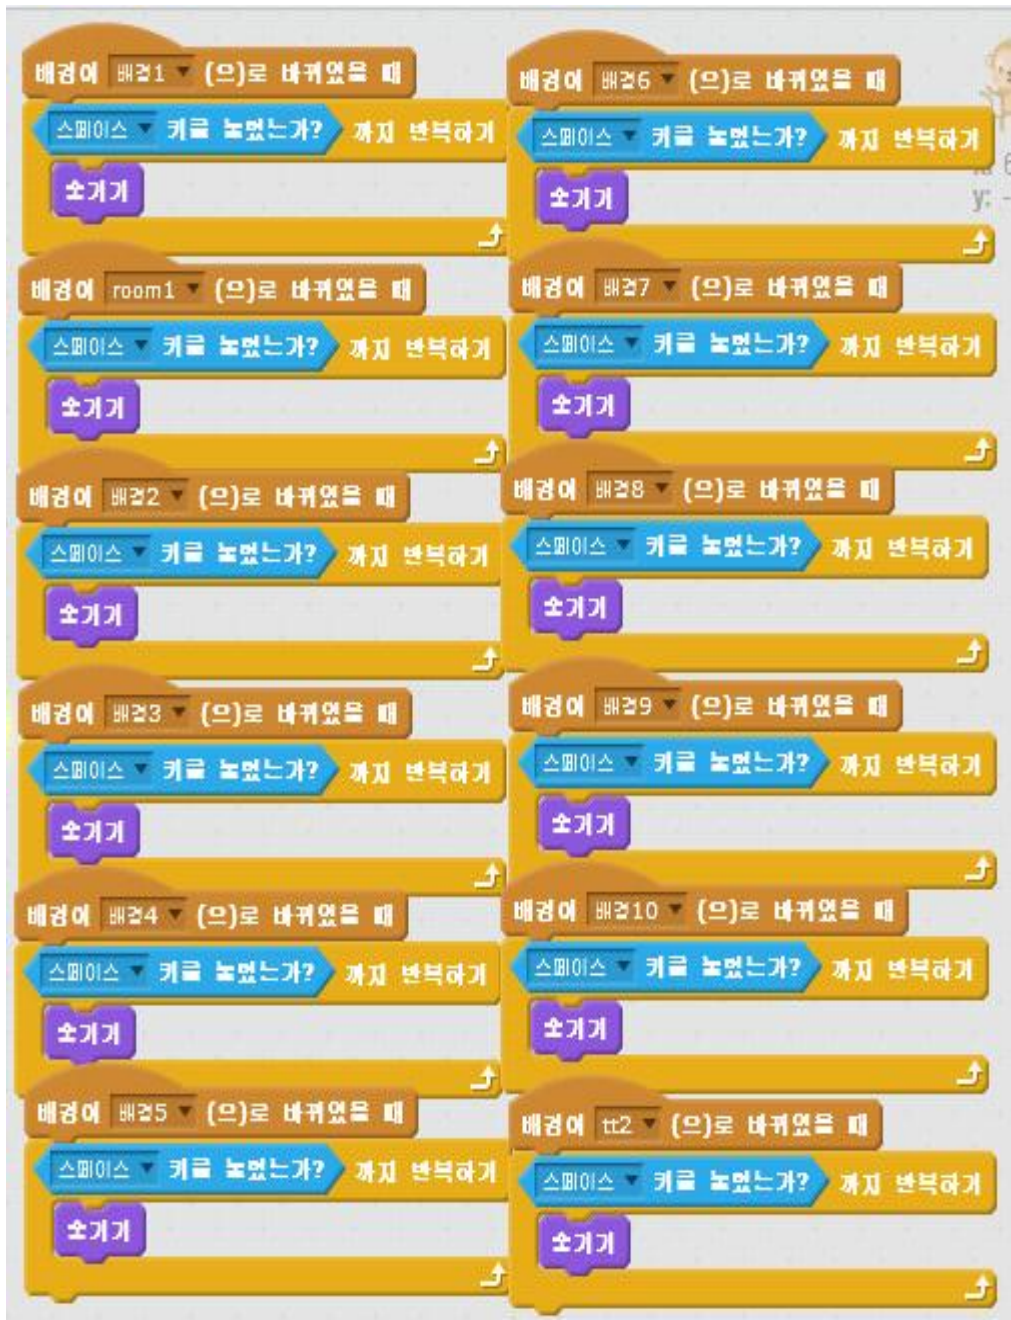 배경이 배경1 (으)로 바뀌었을 때
스페이스 키를 눌렀는가? 까지 반복하기
숨기기
배경이 room1 (으)로 바뀌었을 때
스페이스 키를 눌렀는가? 까지 반복하기
숨기기
배경이 배경2 (으)로 바뀌었을 때
스페이스 키를 눌렀는가? 까지 반복하기
숨기기
배경이 배경3 (으)로 바뀌었을 때
스페이스 키를 눌렀는가? 까지 반복하기
숨기기
배경이 배경4 (으)로 바뀌었을 때
스페이스 키를 눌렀는가? 까지 반복하기
숨기기
배경이 배경5 (으)로 바뀌었을 때
스페이스 키를 눌렀는가? 까지 반복하기
숨기기
배경이 배경6 (으)로 바뀌었을 때
스페이스 키를 눌렀는가? 까지 반복하기
숨기기
배경이 배경7 (으)로 바뀌었을 때
스페이스 키를 눌렀는가? 까지 반복하기
숨기기
배경이 배경8 (으)로 바뀌었을 때
스페이스 키를 눌렀는가? 까지 반복하기
숨기기
배경이 배경9 (으)로 바뀌었을 때
스페이스 키를 눌렀는가? 까지 반복하기
숨기기
배경이 배경10 (으)로 바뀌었을 때
스페이스 키를 눌렀는가? 까지 반복하기
숨기기
배경이 tt2 (으)로 바뀌었을 때
스페이스 키를 눌렀는가? 까지 반복하기
숨기기
y: -